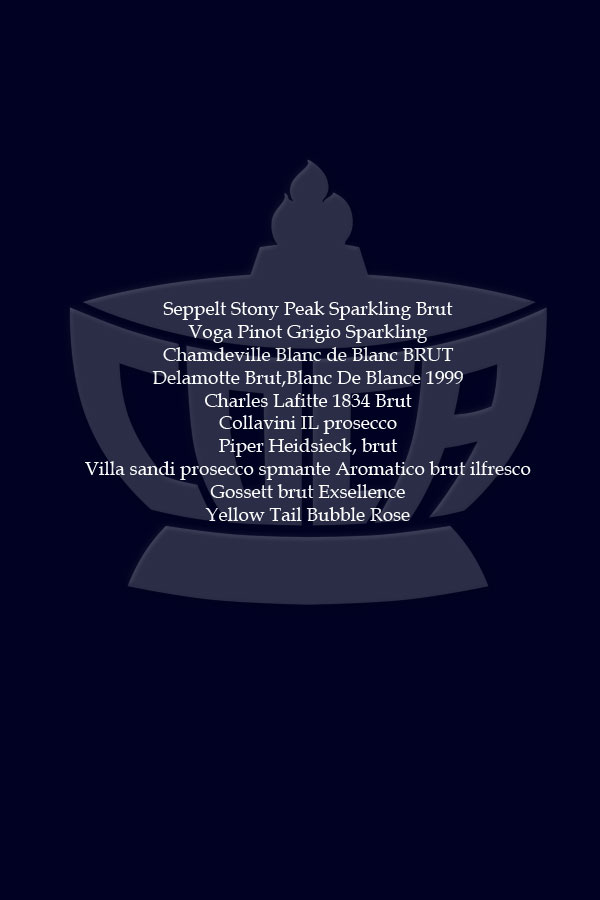 Seppelt Stony Peak Sparkling Brut
Voga Pinot Grigio Sparkling
Chamdeville Blanc de Blanc BRUT
Delamotte Brut,Blanc De Blance 1999
Charles Lafitte 1834 Brut
Collavini IL prosecco
Piper Heidsieck, brut
Villa sandi prosecco spmante Aromatico brut ilfresco
Gossett brut Exsellence
Yellow Tail Bubble Rose